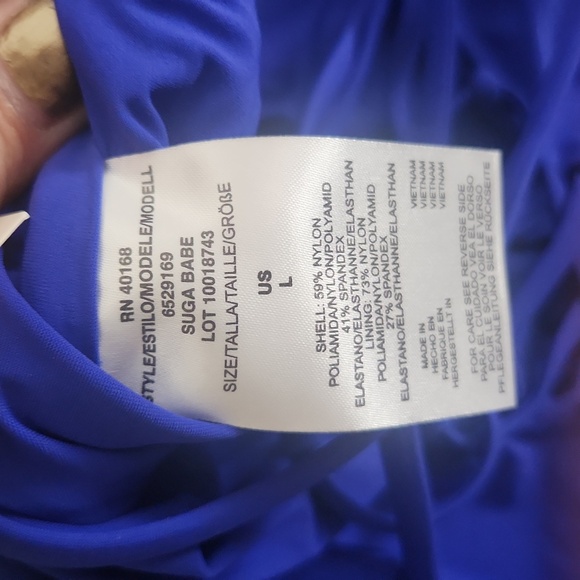 RN 40168
STYLE/ESTILO/MODELE/MODELL
6529169
SUGA BABE
LOT 10018743
SIZE/TALLA/TAILLE/GRÖßE
US
L
SHELL: 59% NYLON
POLIAMIDA/NYLON/POLYAMID
41% SPANDEX
ELASTANO/ELASTHANNE/ELASTHAN
LINING: 73% NYLON
POLIAMIDA/NYLON/POLYAMID
27% SPANDEX
ELASTANO/ELASTHANNE/ELASTHAN
MADE IN VIETNAM
HECHO EN VIETNAM
FABRIQUE EN VIETNAM
HERGESTELLT IN VIETNAM
FOR CARE SEE REVERSE SIDE
PARA EL CUIDADO VEA EL DORSO
POUR LE SOIN VOIR LE VERSO
PFLEGEANLEITUNG SIEHE RÜCKSEITE